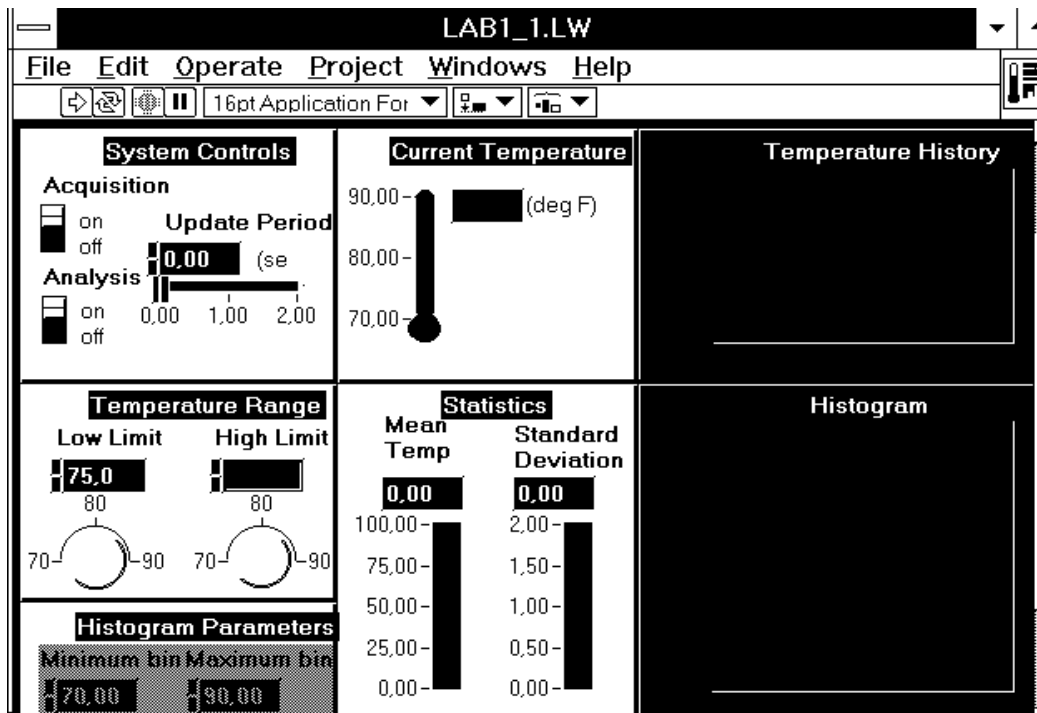 LAB1_1.LW
File Edit Operate Project Windows Help
16pt Application For
System Controls
Acquisition
on
off
Update Period
0,00 (se
Analysis
on
off
0,00 1,00 2,00
Current Temperature
90,00
(deg F)
80,00
70,00
Temperature History
Temperature Range
Low Limit High Limit
75,0
80 80
70 90 70 90
Statistics
Mean Temp
Standard Deviation
0,00 0,00
100,00 2,00
75,00 1,50
50,00 1,00
25,00 0,50
0,00 0,00
Histogram
Histogram Parameters
Minimum bin Maximum bin
70,00 90,00